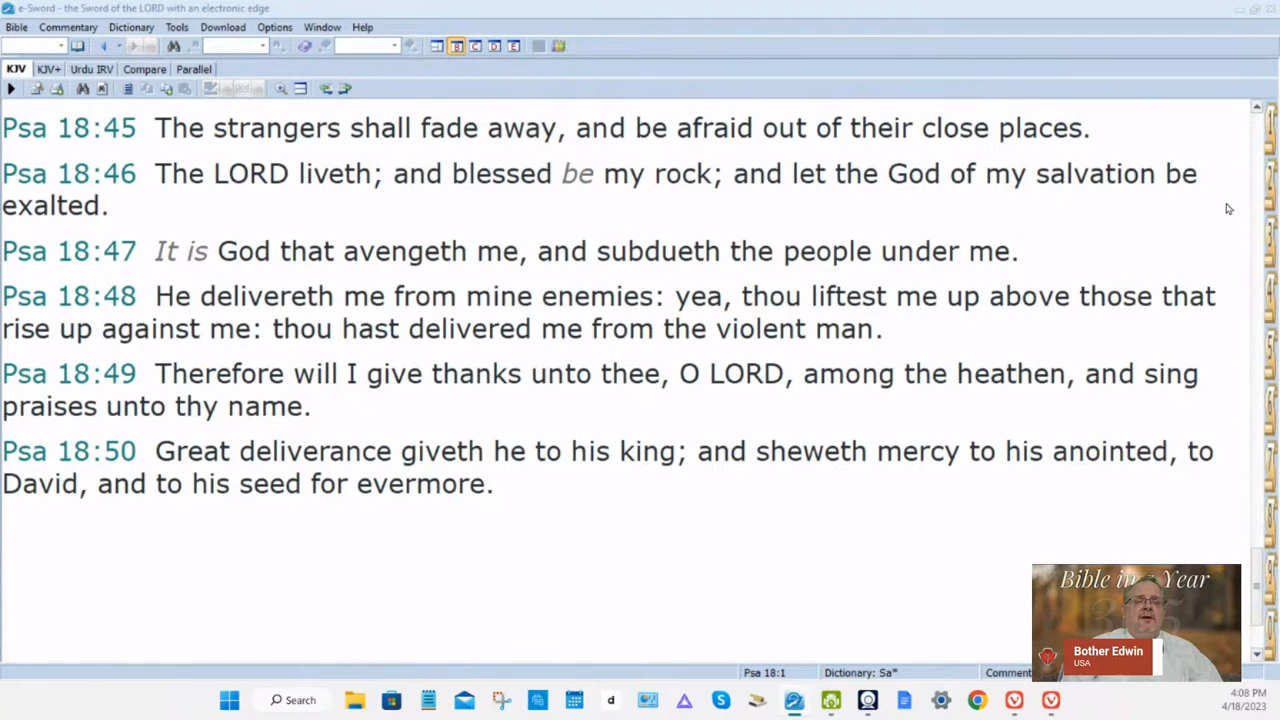 e-Sword - the Sword of the LORD with an electronic edge
Bible Commentary Dictionary Tools Download Options Window Help
B C D E
KJV KJV+ Urdu IRV Compare Parallel
Psa 18:45 The strangers shall fade away, and be afraid out of their close places.
Psa 18:46 The LORD liveth; and blessed be my rock; and let the God of my salvation be
exalted.
Psa 18:47 It is God that avengeth me, and subdueth the people under me.
Psa 18:48 He delivereth me from mine enemies: yea, thou liftest me up above those that
rise up against me: thou hast delivered me from the violent man.
Psa 18:49 Therefore will I give thanks unto thee, O LORD, among the heathen, and sing
praises unto thy name.
Psa 18:50 Great deliverance giveth he to his king; and sheweth mercy to his anointed, to
David, and to his seed for evermore.
Bible in a Year
Bother Edwin
USA
Psa 18:1 Dictionary: Sa* Comment
Search
d
4:08 PM
4/18/2023